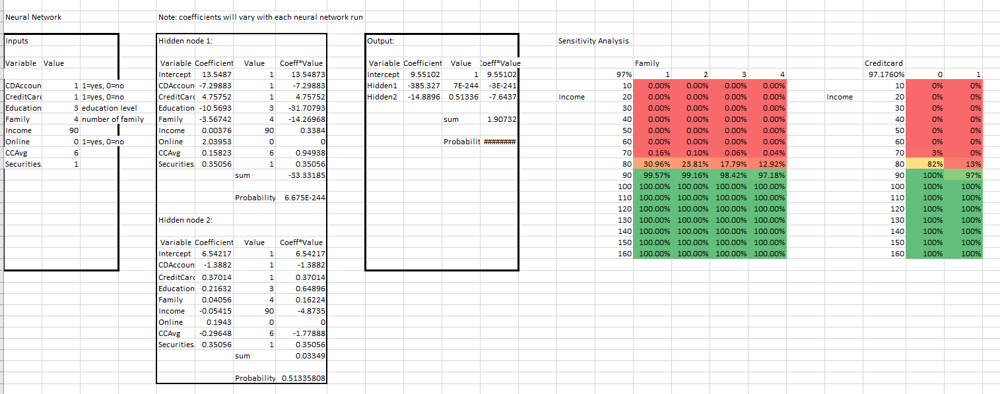 Neural Network Note: coefficients will vary with each neural network run
Inputs Hidden node 1: Output: Sensitivity Analysis
Variable Value Variable Coefficient Value Coeff*Value Variable Coefficient Value Coeff*Value Family Creditcard
Intercept 13.5487 1 13.54873 Intercept 9.55102 1 9.55102 97% 1 2 3 4 97.1760% 0 1
CDAccoun 1 1=yes, 0=no CDAccoun -7.29883 1 -7.29883 Hidden1 -385.327 7E-244 -3E-241 10 0.00% 0.00% 0.00% 0.00% 10 0% 0%
CreditCard 1 1=yes, 0=no CreditCard 4.75752 1 4.75752 Hidden2 -14.8896 0.51336 -7.6437 Income 20 0.00% 0.00% 0.00% 0.00% Income 20 0% 0%
Education 3 education level Education -10.5693 3 -31.70793 30 0.00% 0.00% 0.00% 0.00% 30 0% 0%
Family 4 number of family Family -3.56742 4 -14.26968 sum 1.90732 40 0.00% 0.00% 0.00% 0.00% 40 0% 0%
Income 90 Income 0.00376 90 0.3384 50 0.00% 0.00% 0.00% 0.00% 50 0% 0%
Online 0 1=yes, 0=no Online 2.03953 0 0 Probabilit ######## 60 0.00% 0.00% 0.00% 0.00% 60 0% 0%
CCAvg 6 CCAvg 0.15823 6 0.94938 70 0.16% 0.10% 0.06% 0.04% 70 3% 0%
Securities 1 Securities 0.35056 1 0.35056 80 30.96% 23.81% 17.79% 12.92% 80 82% 13%
sum -33.33185 90 99.57% 99.16% 98.42% 97.18% 90 100% 97%
100 100.00% 100.00% 100.00% 100.00% 100 100% 100%
Probability 6.675E-244 110 100.00% 100.00% 100.00% 100.00% 110 100% 100%
120 100.00% 100.00% 100.00% 100.00% 120 100% 100%
Hidden node 2: 130 100.00% 100.00% 100.00% 100.00% 130 100% 100%
140 100.00% 100.00% 100.00% 100.00% 140 100% 100%
Variable Coefficient Value Coeff*Value 150 100.00% 100.00% 100.00% 100.00% 150 100% 100%
Intercept 6.54217 1 6.54217 160 100.00% 100.00% 100.00% 100.00% 160 100% 100%
CDAccoun -1.3882 1 -1.3882
CreditCard 0.37014 1 0.37014
Education 0.21632 3 0.64896
Family 0.04056 4 0.16224
Income -0.05415 90 -4.8735
Online 0.1943 0 0
CCAvg -0.29648 6 -1.77888
Securities 0.35056 1 0.35056
sum 0.03349
Probability 0.51335808